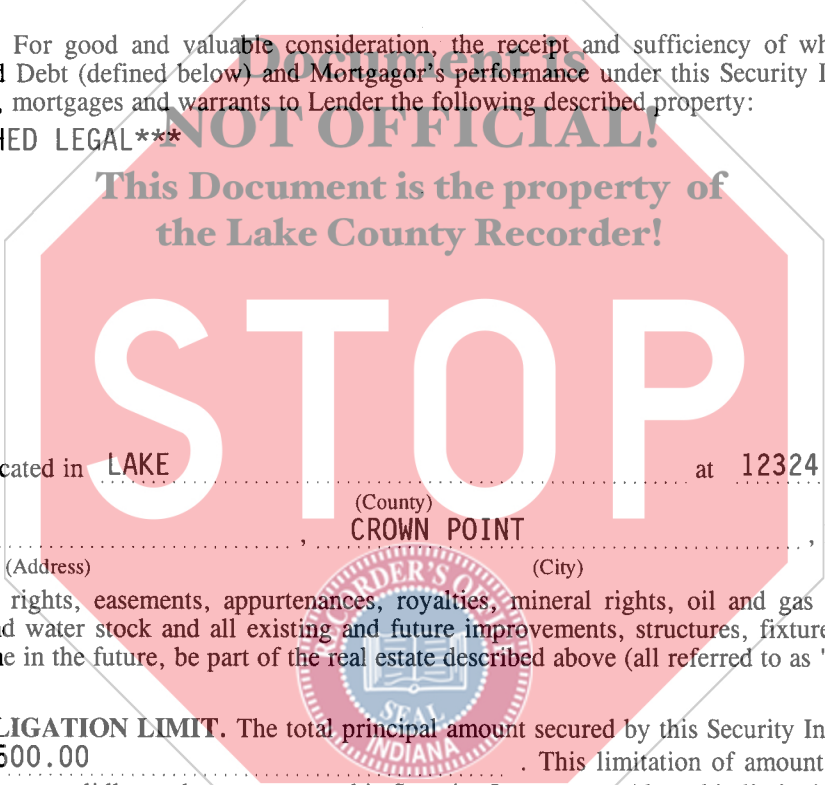 For good and valuable consideration, the receipt and sufficiency of wh
Debt (defined below) and Mortgagor's performance under this Security I
mortgages and warrants to Lender the following described property:
HED LEGAL***
Document is
NOT OFFICIAL!
This Document is the property of
the Lake County Recorder!
STOP
cated in LAKE at 12324
(County)
, CROWN POINT ,
(Address) (City)
rights, easements, appurtenances, royalties, mineral rights, oil and gas
d water stock and all existing and future improvements, structures, fixture
e in the future, be part of the real estate described above (all referred to as '
RECORDER'S OF
SEAL
INDIANA
LIGATION LIMIT. The total principal amount secured by this Security In
500.00 . This limitation of amount